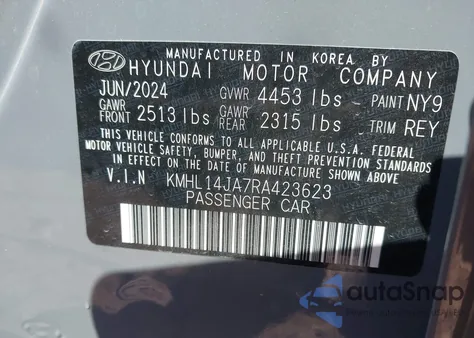 MANUFACTURED IN KOREA BY
HYUNDAI MOTOR COMPANY
JUN/2024 GVWR 4453 lbs PAINT NY9
GAWR FRONT 2513 lbs GAWR REAR 2315 lbs TRIM REY
THIS VEHICLE CONFORMS TO ALL APPLICABLE U.S.A. FEDERAL
MOTOR VEHICLE SAFETY, BUMPER, AND THEFT PREVENTION STANDARDS
IN EFFECT ON THE DATE OF MANUFACTURE SHOWN ABOVE.
V.I.N KMHL14JA7RA423623
PASSENGER CAR
autoSnap